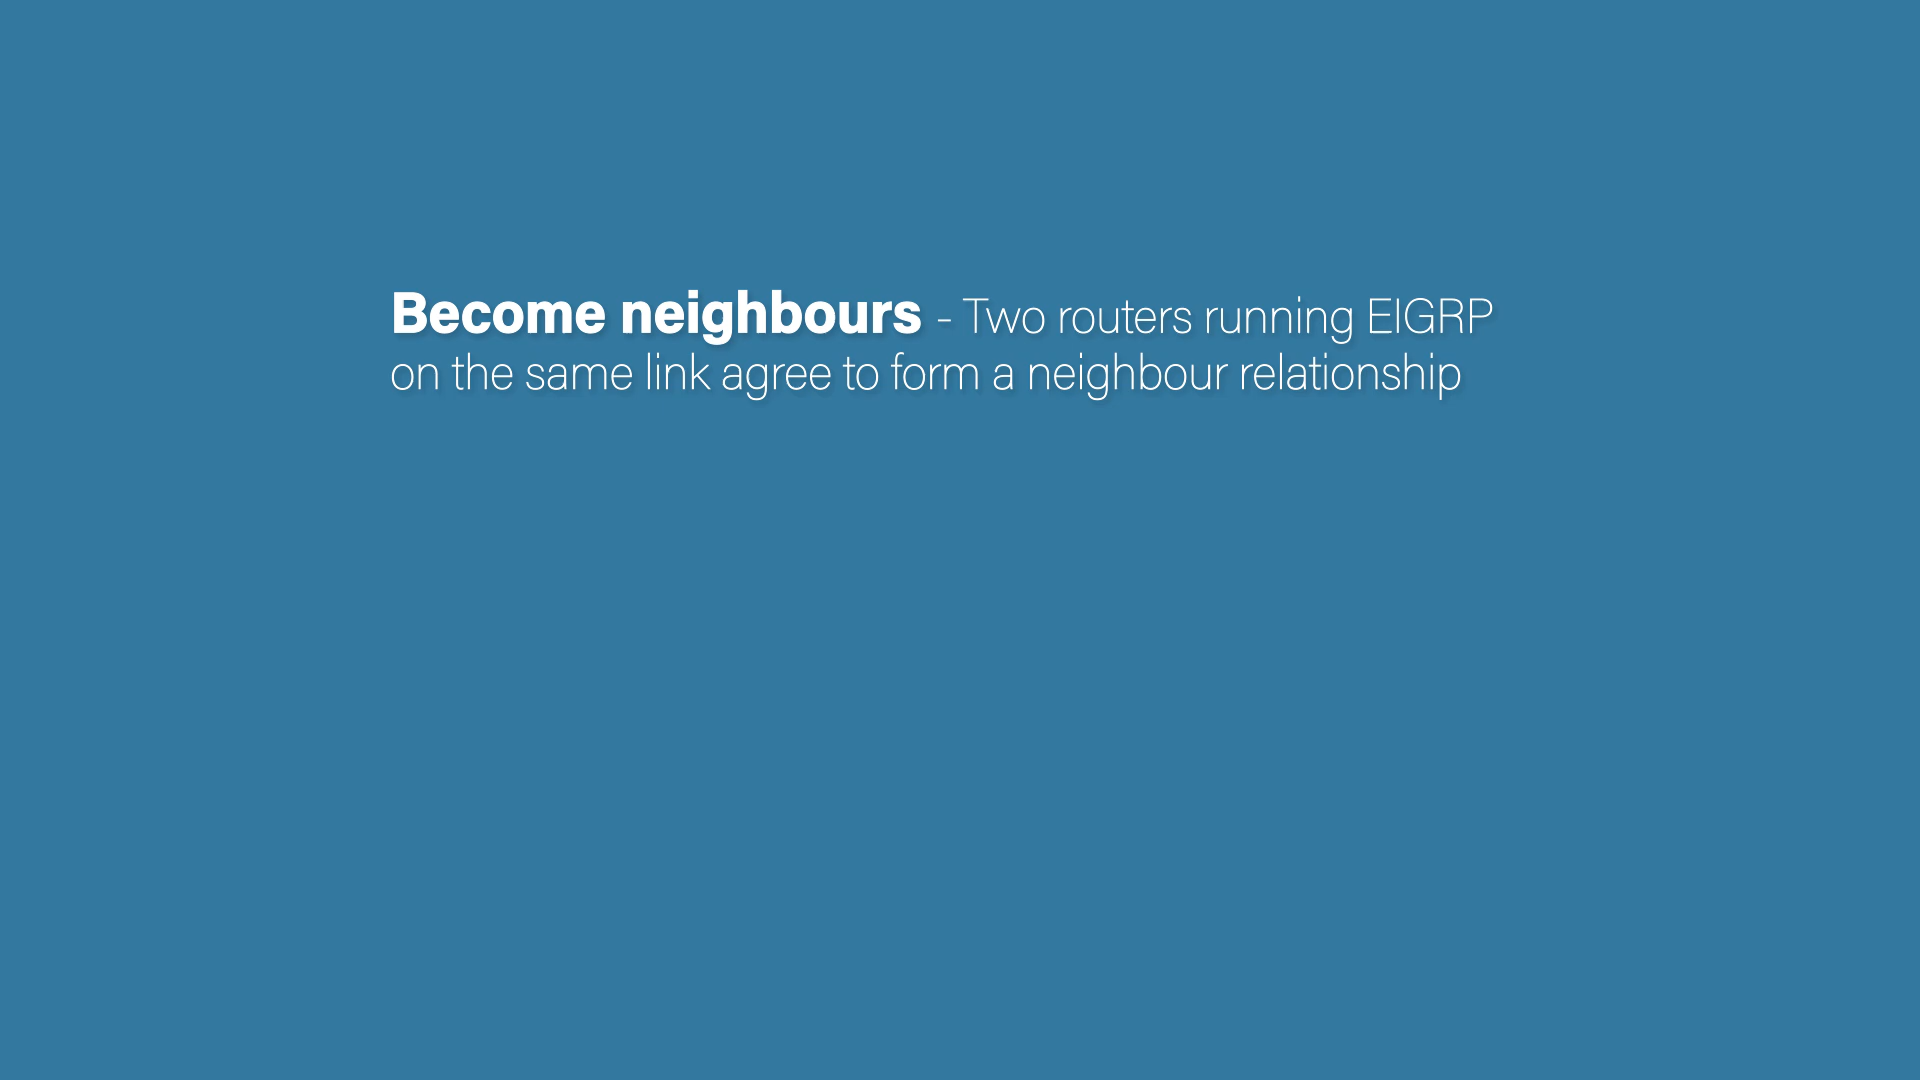 Become neighbours - Two routers running EIGRP
on the same link agree to form a neighbour relationship